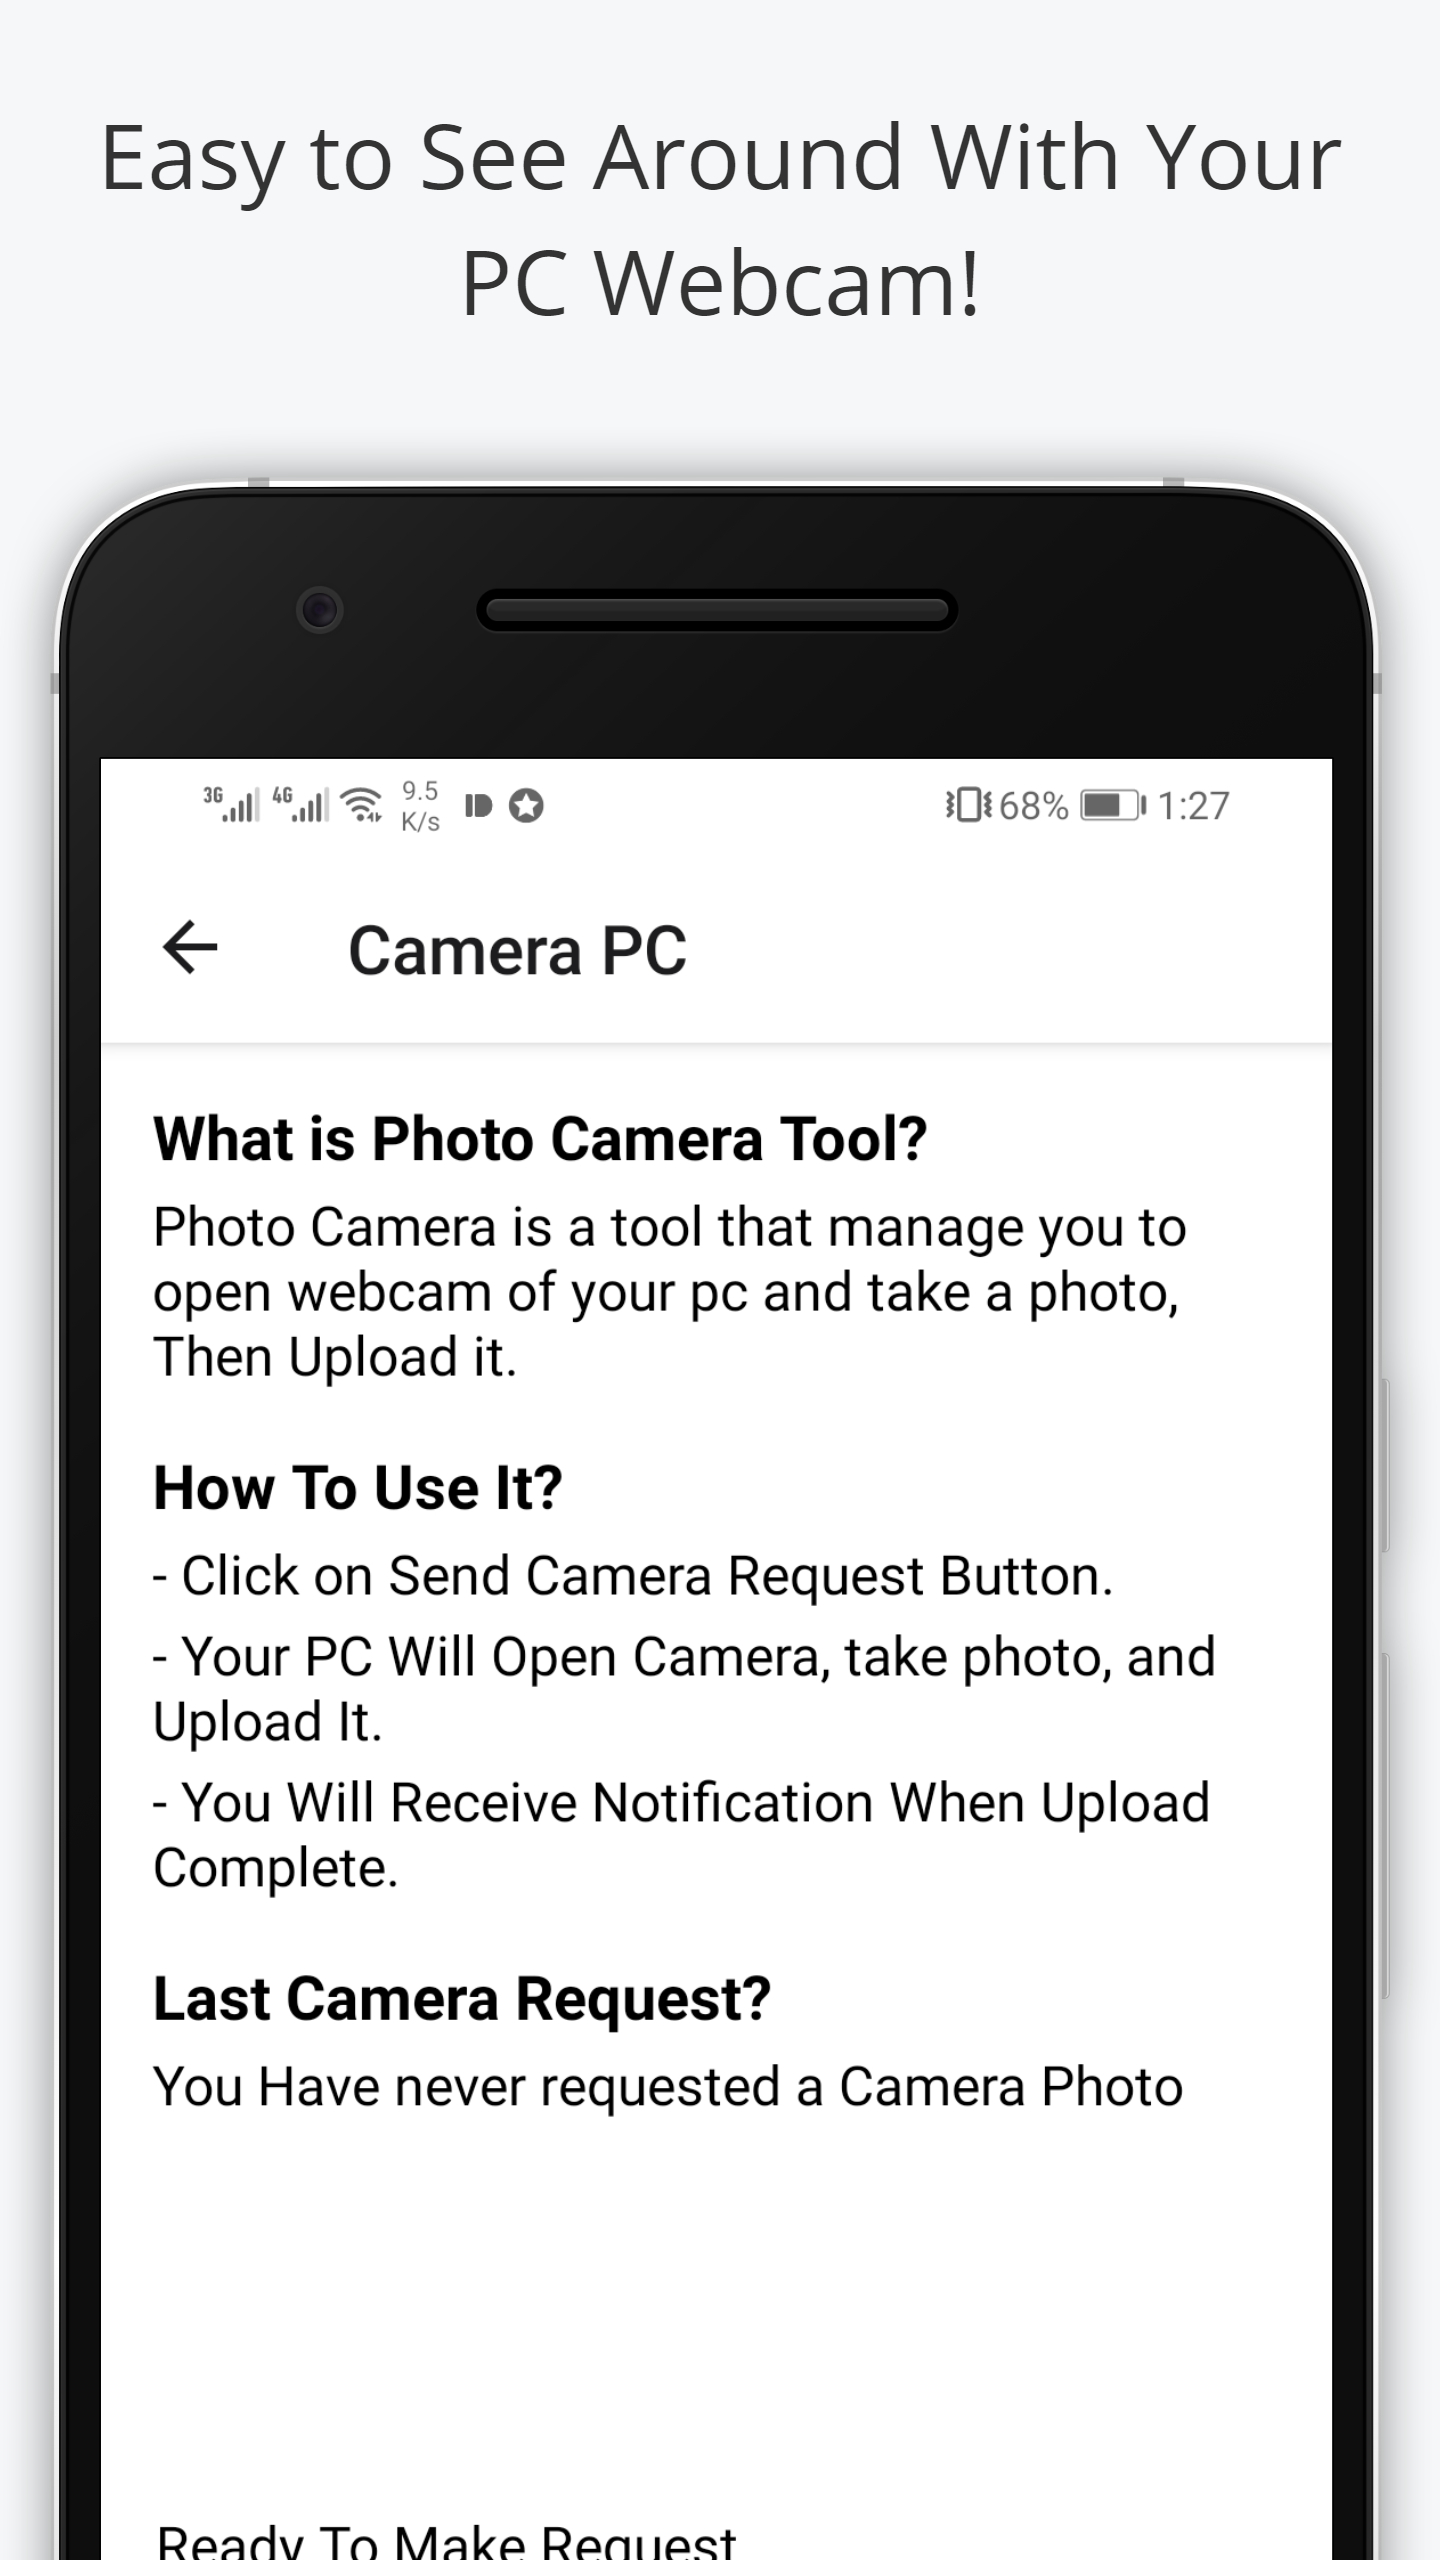 Easy to See Around With Your
PC Webcam!
3G 4G 9.5 K/s 68% 1:27
Camera PC
What is Photo Camera Tool?
Photo Camera is a tool that manage you to
open webcam of your pc and take a photo,
Then Upload it.
How To Use It?
- Click on Send Camera Request Button.
- Your PC Will Open Camera, take photo, and
Upload It.
- You Will Receive Notification When Upload
Complete.
Last Camera Request?
You Have never requested a Camera Photo
Ready To Make Request